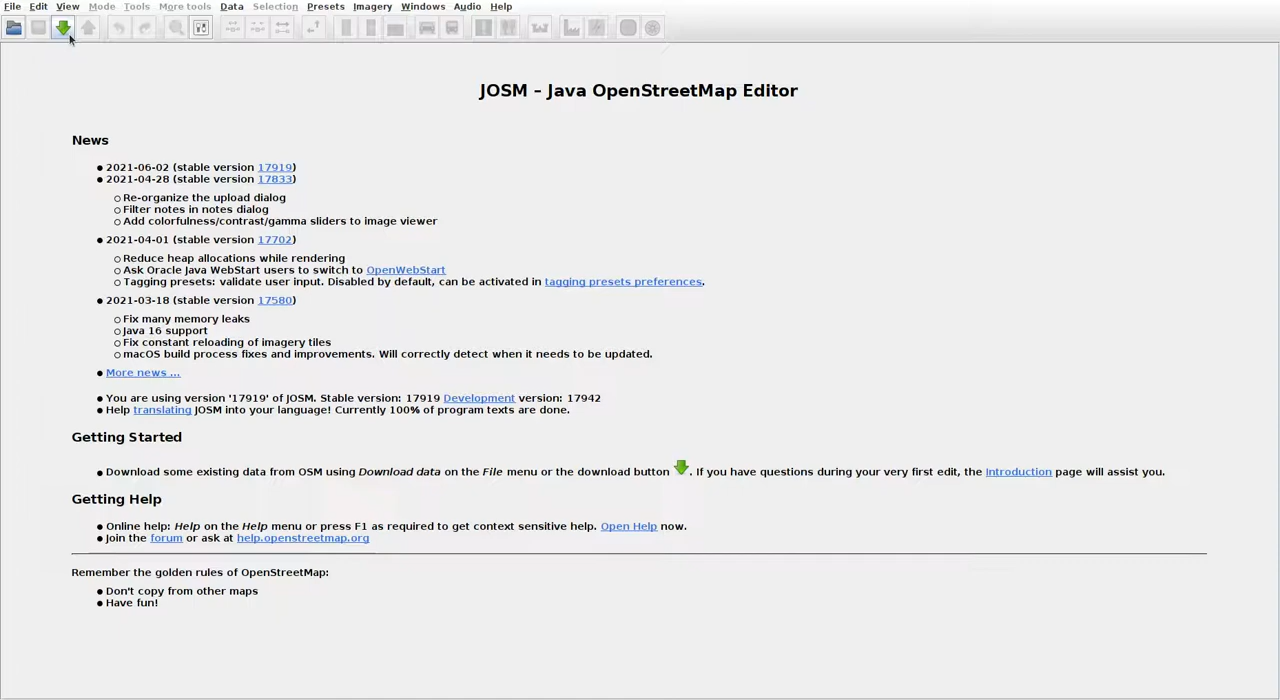 File Edit View Mode Tools More tools Data Selection Presets Imagery Windows Audio Help
JOSM – Java OpenStreetMap Editor
News
● 2021-06-02 (stable version 17919)
● 2021-04-28 (stable version 17833)
○ Re-organize the upload dialog
○ Filter notes in notes dialog
○ Add colorfulness/contrast/gamma sliders to image viewer
● 2021-04-01 (stable version 17702)
○ Reduce heap allocations while rendering
○ Ask Oracle Java WebStart users to switch to OpenWebStart
○ Tagging presets: validate user input. Disabled by default, can be activated in tagging presets preferences.
● 2021-03-18 (stable version 17580)
○ Fix many memory leaks
○ Java 16 support
○ Fix constant reloading of imagery tiles
○ macOS build process fixes and improvements. Will correctly detect when it needs to be updated.
● More news ...
● You are using version '17919' of JOSM. Stable version: 17919 Development version: 17942
● Help translating JOSM into your language! Currently 100% of program texts are done.
Getting Started
● Download some existing data from OSM using Download data on the File menu or the download button . If you have questions during your very first edit, the Introduction page will assist you.
Getting Help
● Online help: Help on the Help menu or press F1 as required to get context sensitive help. Open Help now.
● Join the forum or ask at help.openstreetmap.org
Remember the golden rules of OpenStreetMap:
● Don't copy from other maps
● Have fun!